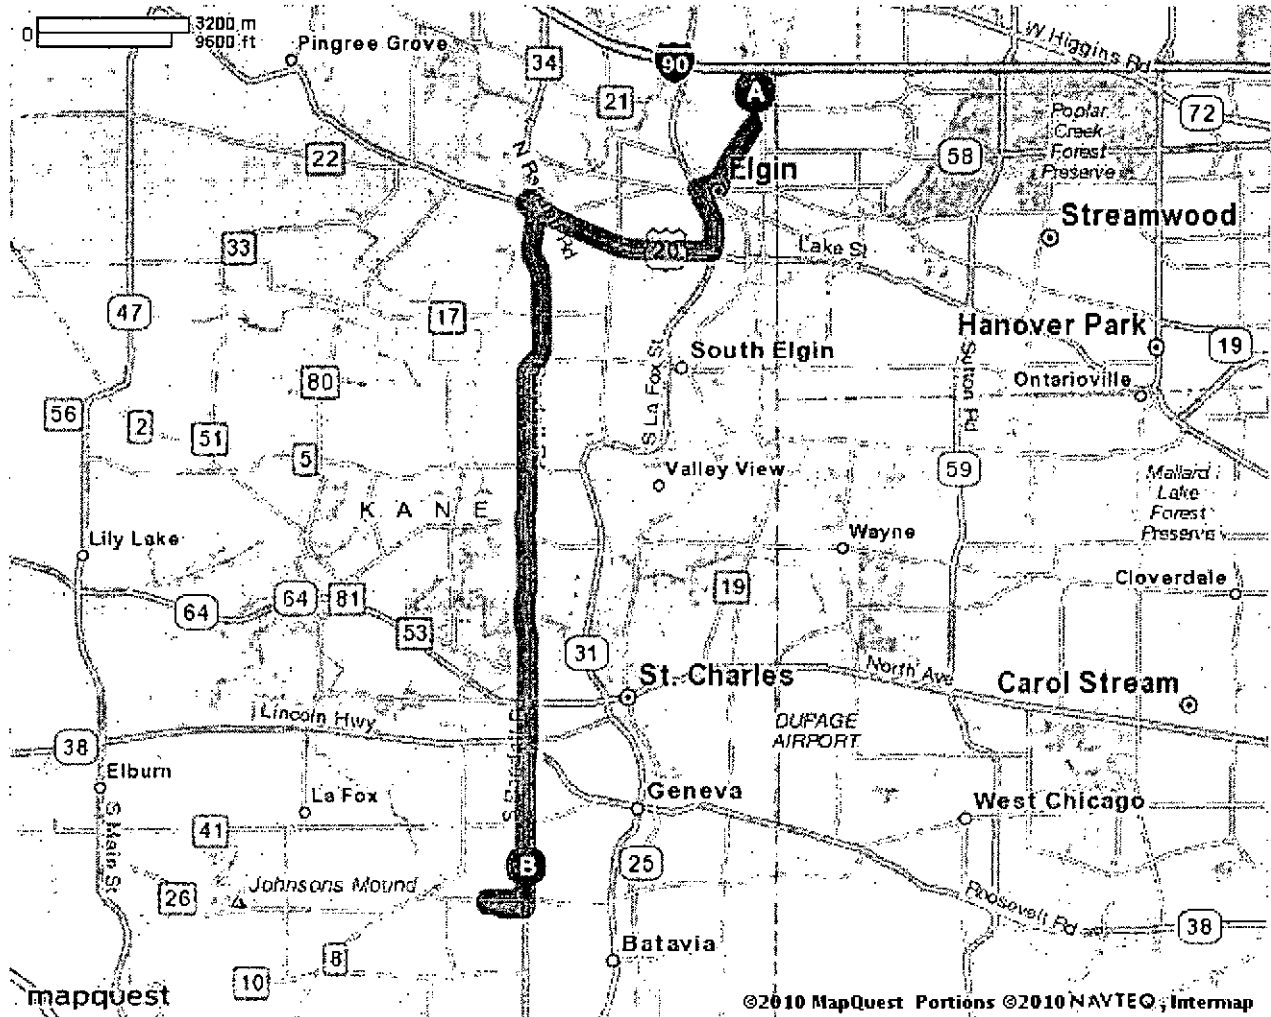 0
3200 m
9600 ft
Pingree Grove
34
90
W Higgins Rd
A
21
72
Poplar
Creek
Forest
Preserve
22
58
Elgin
Streamwood
33
Rd
20
Lake St
47
17
Hanover Park
19
South Elgin
S La Fox St
Sutton Rd
80
Ontarioville
56
2
51
5
Valley View
59
Mallard
Lake
Forest
Preserve
KANE
Lily Lake
Wayne
64
64
81
19
Cloverdale
53
31
St. Charles
North Ave
Carol Stream
Lincoln Hwy
DUPAGE
AIRPORT
38
Elburn
La Fox
Geneva
West Chicago
41
S Main St
B
25
26
Johnsons Mound
Roosevelt Rd
38
Batavia
8
10
mapquest
©2010 MapQuest Portions ©2010 NAVTEQ, Intermap